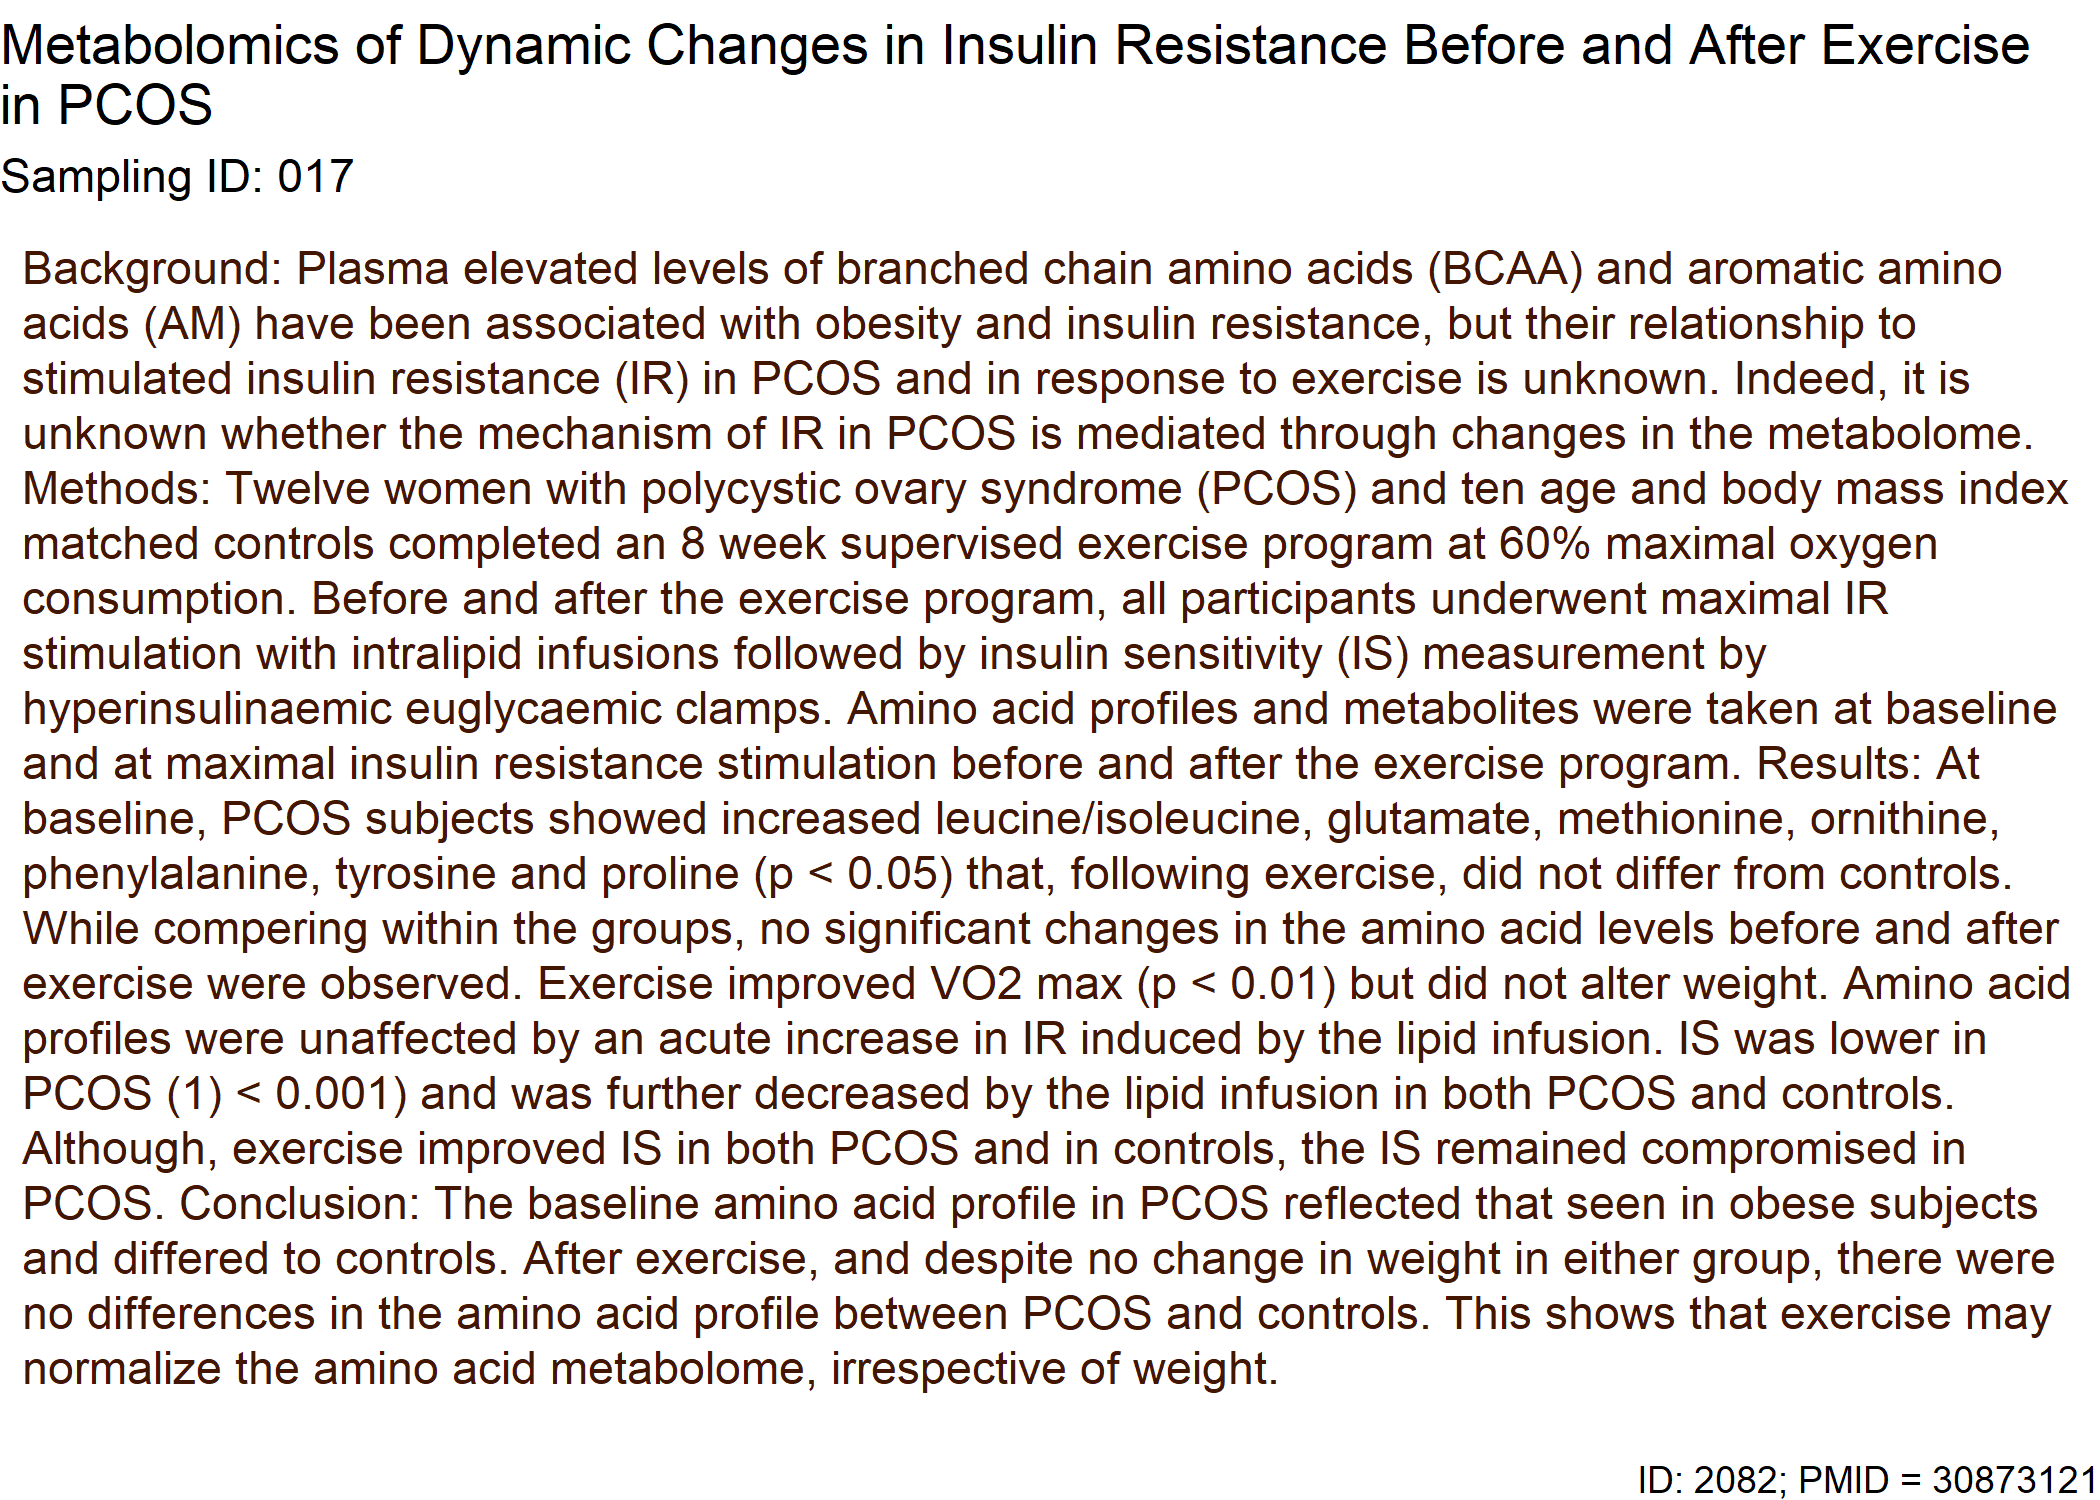 Metabolomics of Dynamic Changes in Insulin Resistance Before and After Exercise
in PCOS
Sampling ID: 017
Background: Plasma elevated levels of branched chain amino acids (BCAA) and aromatic amino
acids (AM) have been associated with obesity and insulin resistance, but their relationship to
stimulated insulin resistance (IR) in PCOS and in response to exercise is unknown. Indeed, it is
unknown whether the mechanism of IR in PCOS is mediated through changes in the metabolome.
Methods: Twelve women with polycystic ovary syndrome (PCOS) and ten age and body mass index
matched controls completed an 8 week supervised exercise program at 60% maximal oxygen
consumption. Before and after the exercise program, all participants underwent maximal IR
stimulation with intralipid infusions followed by insulin sensitivity (IS) measurement by
hyperinsulinaemic euglycaemic clamps. Amino acid profiles and metabolites were taken at baseline
and at maximal insulin resistance stimulation before and after the exercise program. Results: At
baseline, PCOS subjects showed increased leucine/isoleucine, glutamate, methionine, ornithine,
phenylalanine, tyrosine and proline (p < 0.05) that, following exercise, did not differ from controls.
While compering within the groups, no significant changes in the amino acid levels before and after
exercise were observed. Exercise improved VO2 max (p < 0.01) but did not alter weight. Amino acid
profiles were unaffected by an acute increase in IR induced by the lipid infusion. IS was lower in
PCOS (1) < 0.001) and was further decreased by the lipid infusion in both PCOS and controls.
Although, exercise improved IS in both PCOS and in controls, the IS remained compromised in
PCOS. Conclusion: The baseline amino acid profile in PCOS reflected that seen in obese subjects
and differed to controls. After exercise, and despite no change in weight in either group, there were
no differences in the amino acid profile between PCOS and controls. This shows that exercise may
normalize the amino acid metabolome, irrespective of weight.
ID: 2082; PMID = 30873121